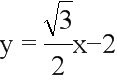 y = √3/2 x−2